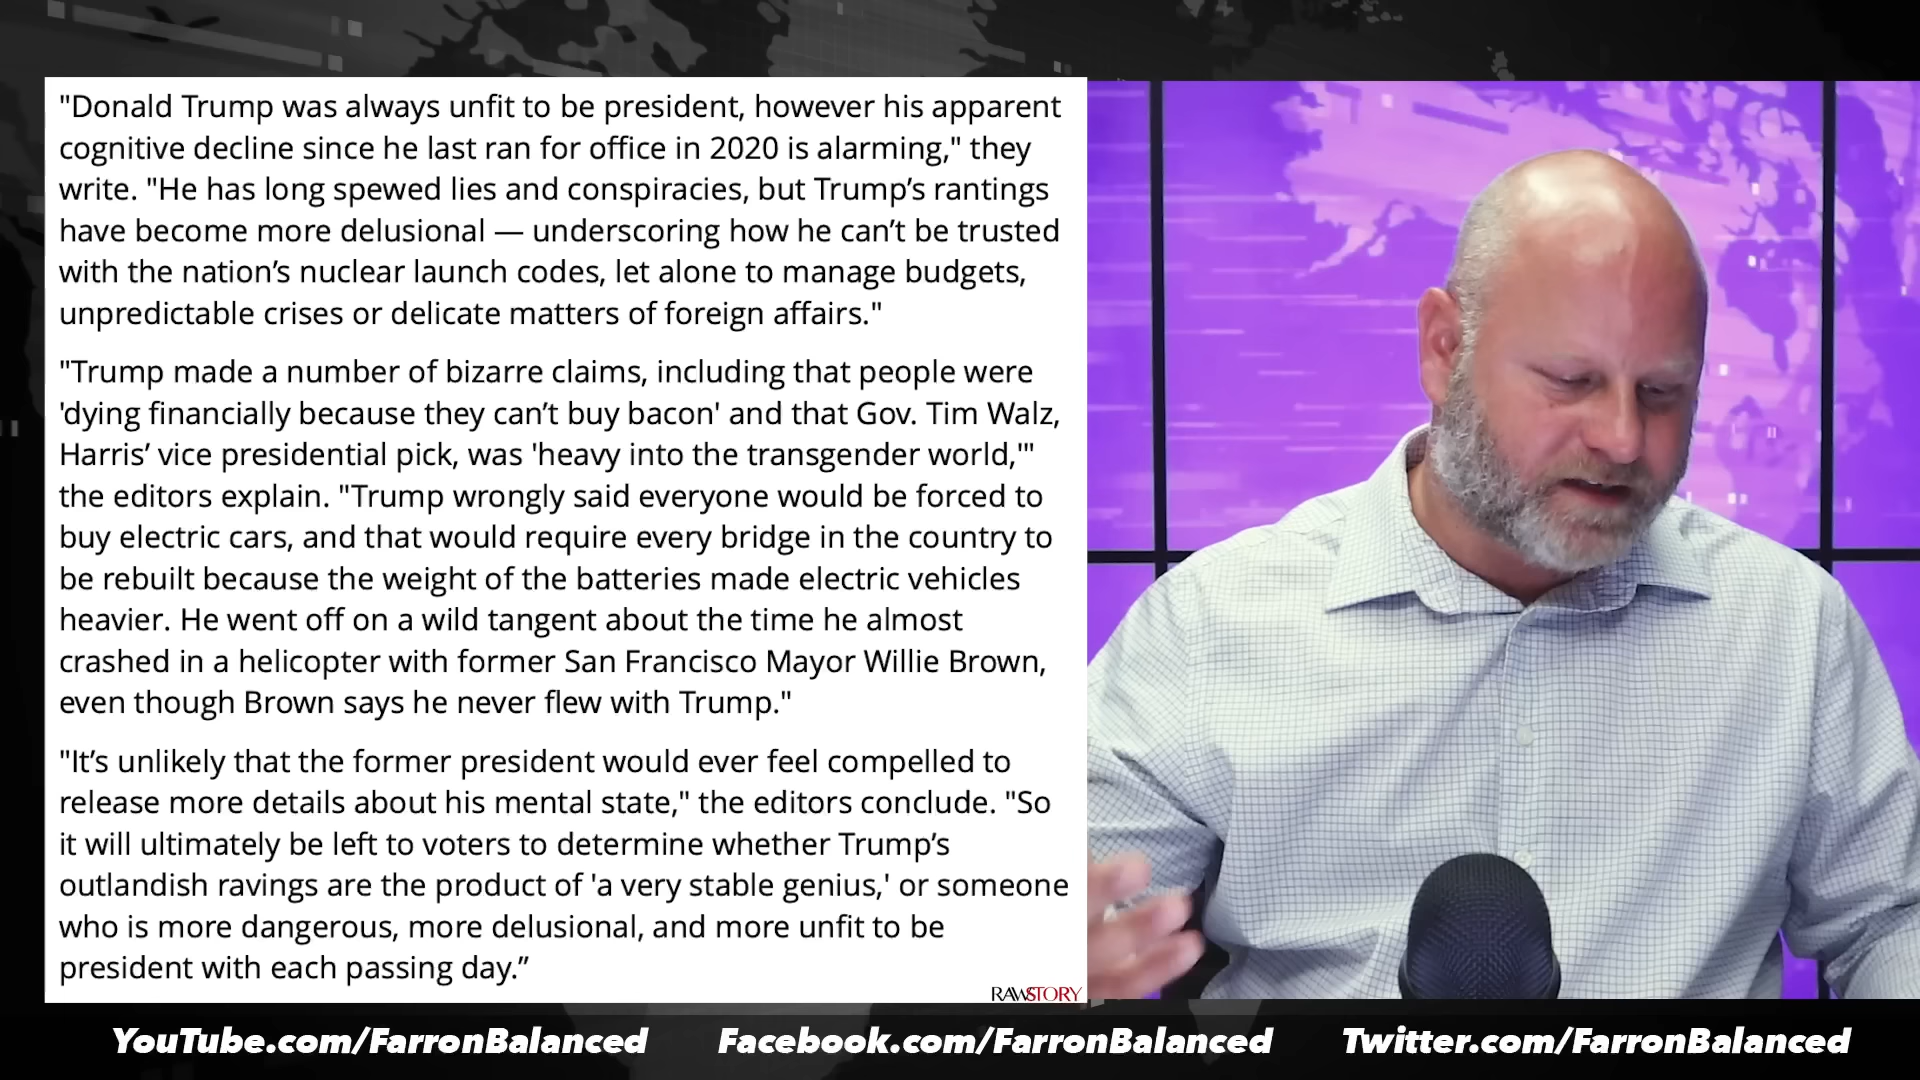 "Donald Trump was always unfit to be president, however his apparent
cognitive decline since he last ran for office in 2020 is alarming," they
write. "He has long spewed lies and conspiracies, but Trump’s rantings
have become more delusional — underscoring how he can’t be trusted
with the nation’s nuclear launch codes, let alone to manage budgets,
unpredictable crises or delicate matters of foreign affairs."
"Trump made a number of bizarre claims, including that people were
'dying financially because they can’t buy bacon' and that Gov. Tim Walz,
Harris’ vice presidential pick, was 'heavy into the transgender world,'"
the editors explain. "Trump wrongly said everyone would be forced to
buy electric cars, and that would require every bridge in the country to
be rebuilt because the weight of the batteries made electric vehicles
heavier. He went off on a wild tangent about the time he almost
crashed in a helicopter with former San Francisco Mayor Willie Brown,
even though Brown says he never flew with Trump."
"It’s unlikely that the former president would ever feel compelled to
release more details about his mental state," the editors conclude. "So
it will ultimately be left to voters to determine whether Trump’s
outlandish ravings are the product of 'a very stable genius,' or someone
who is more dangerous, more delusional, and more unfit to be
president with each passing day.”
RAWSTORY
YouTube.com/FarronBalanced Facebook.com/FarronBalanced Twitter.com/FarronBalanced